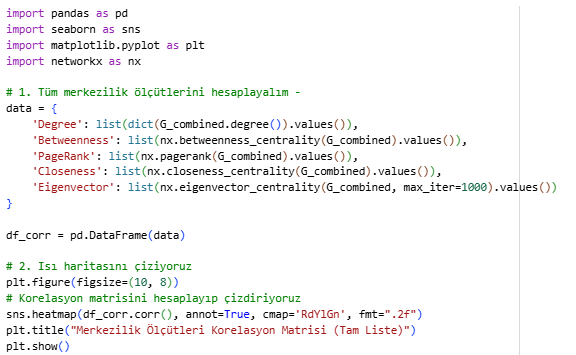 import pandas as pd
import seaborn as sns
import matplotlib.pyplot as plt
import networkx as nx

# 1. Tüm merkezilik ölçütlerini hesaplayalım -
data = {
    'Degree': list(dict(G_combined.degree()).values()),
    'Betweenness': list(nx.betweenness_centrality(G_combined).values()),
    'PageRank': list(nx.pagerank(G_combined).values()),
    'Closeness': list(nx.closeness_centrality(G_combined).values()),
    'Eigenvector': list(nx.eigenvector_centrality(G_combined, max_iter=1000).values())
}

df_corr = pd.DataFrame(data)

# 2. Isı haritasını çiziyoruz
plt.figure(figsize=(10, 8))
# Korelasyon matrisini hesaplayıp çizdiriyoruz
sns.heatmap(df_corr.corr(), annot=True, cmap='RdYlGn', fmt=".2f")
plt.title("Merkezilik Ölçütleri Korelasyon Matrisi (Tam Liste)")
plt.show()